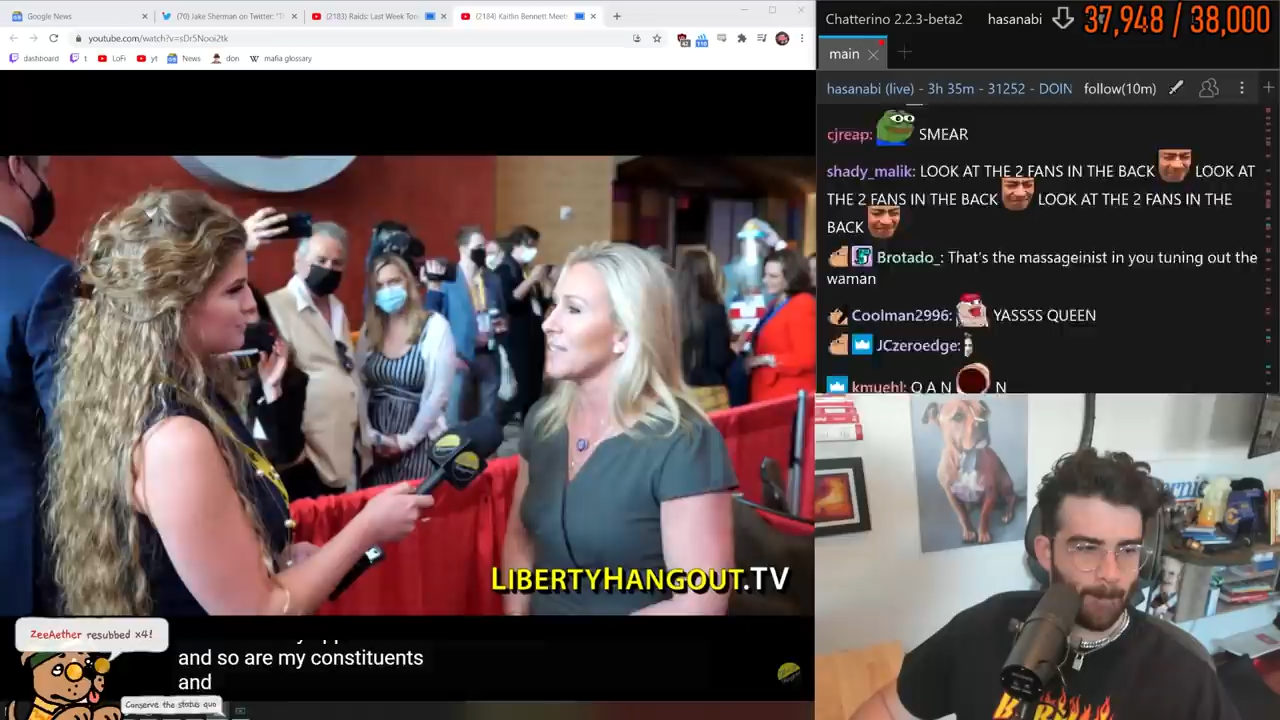 Google News
(70) Jake Sherman on Twitter: "T
(2183) Raids: Last Week Ton
(2184) Kaitlin Bennett Meets
youtube.com/watch?v=sDr5Nooi2tk
dashboard
t
LoFi
yt
News
don
mafia glossary
Chatterino 2.2.3-beta2
hasanabi
37,948 / 38,000
main
hasanabi (live) - 3h 35m - 31252 - DOIN
follow(10m)
cjreap: SMEAR
shady_malik: LOOK AT THE 2 FANS IN THE BACK LOOK AT
THE 2 FANS IN THE BACK LOOK AT THE 2 FANS IN THE
BACK
Brotado_: That's the massageinist in you tuning out the
waman
Coolman2996: YASSSS QUEEN
JCzeroedge:
kmuehl: Q A N N
LIBERTYHANGOUT.TV
ZeeAether resubbed x4!
and so are my constituents
and
Conserve the status quo